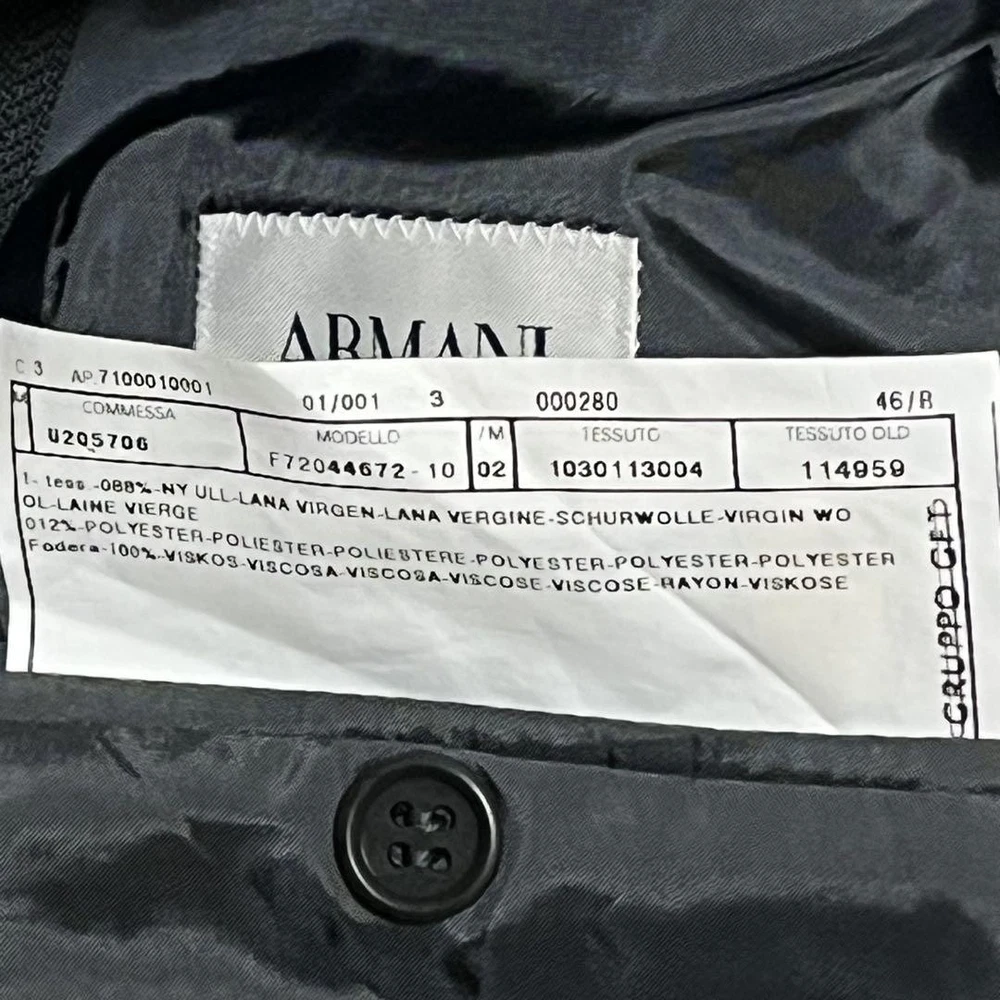 ARMANI
C 3 AP.7100010001 01/001 3 000280 46/R
COMMESSA MODELLO /M TESSUTO TESSUTO OLD
U205706 F72044672-10 02 1030113004 114959
1- tess -088%-NY ULL-LANA VIRGEN-LANA VERGINE-SCHURWOLLE-VIRGIN WO
OL-LAINE VIERGE
012%-POLYESTER-POLIESTER-POLIESTERE-POLYESTER-POLYESTER-POLYESTER
Fodera-100%-VISKOS-VISCOSA-VISCOSA-VISCOSE-VISCOSE-RAYON-VISKOSE
GRUPPO